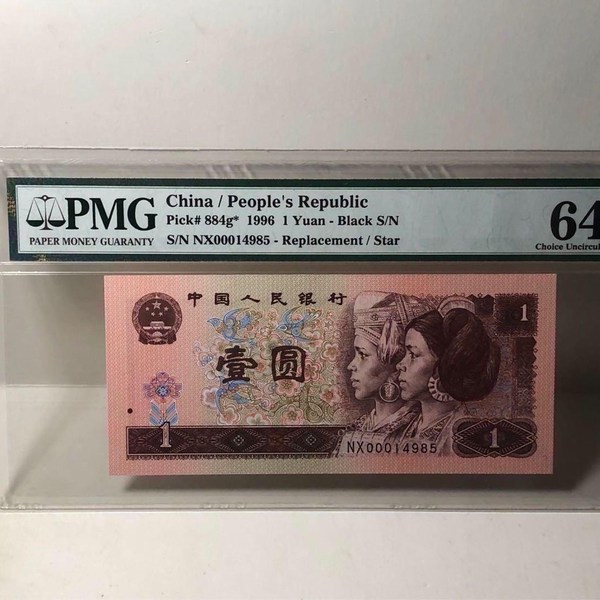 PMG
PAPER MONEY GUARANTY
China / People's Republic
Pick# 884g* 1996 1 Yuan - Black S/N
S/N NX00014985 - Replacement / Star
64
Choice Uncircul
中国人民银行
1
壹圆
1
NX00014985
1